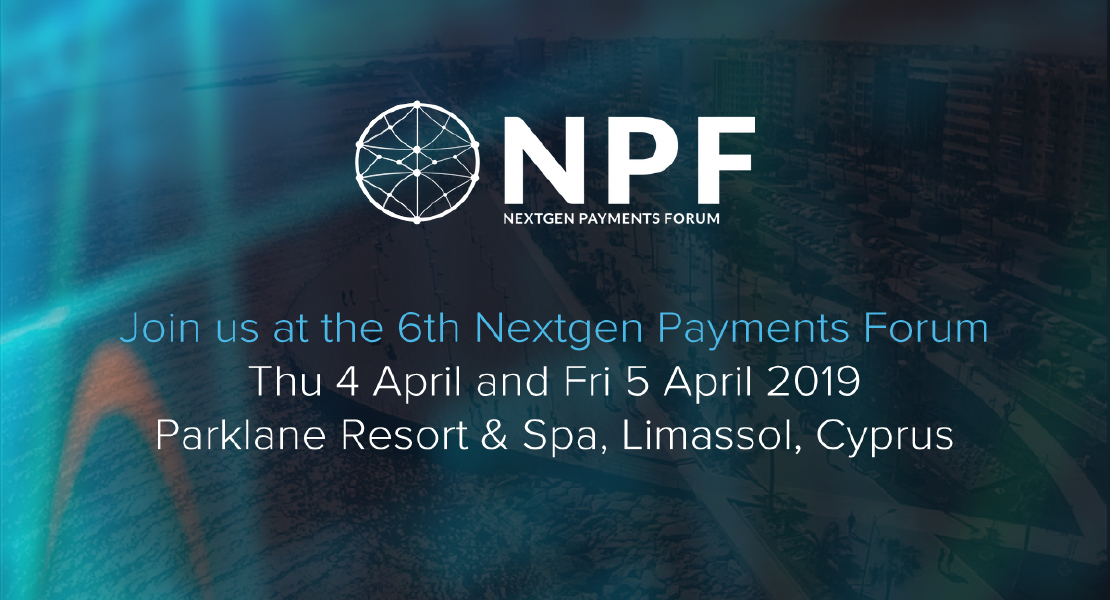 NPF
NEXTGEN PAYMENTS FORUM
Join us at the 6th Nextgen Payments Forum
Thu 4 April and Fri 5 April 2019
Parklane Resort & Spa, Limassol, Cyprus